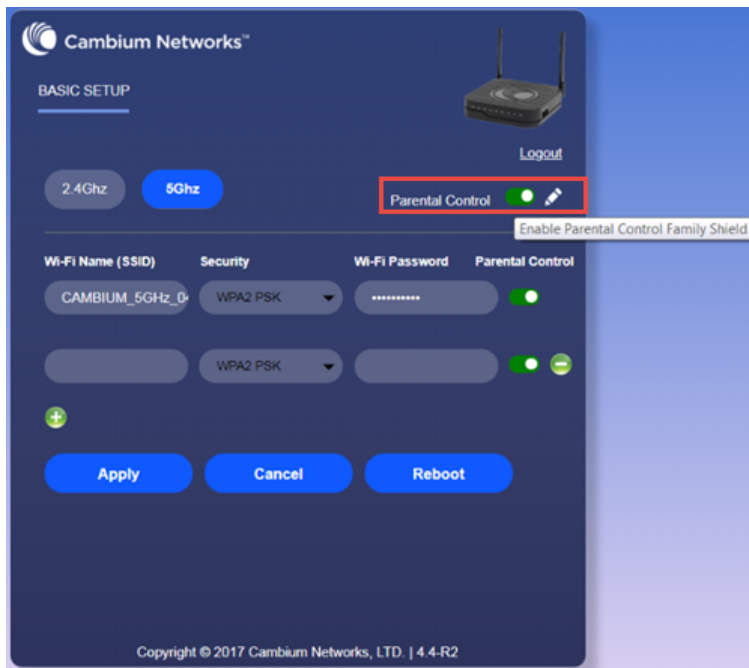 Cambium Networks™
BASIC SETUP
Logout
2.4Ghz 5Ghz Parental Control
Enable Parental Control Family Shield
Wi-Fi Name (SSID) Security Wi-Fi Password Parental Control
CAMBIUM_5GHz_0 WPA2 PSK ••••••••••
WPA2 PSK
Apply Cancel Reboot
Copyright © 2017 Cambium Networks, LTD. | 4.4-R2